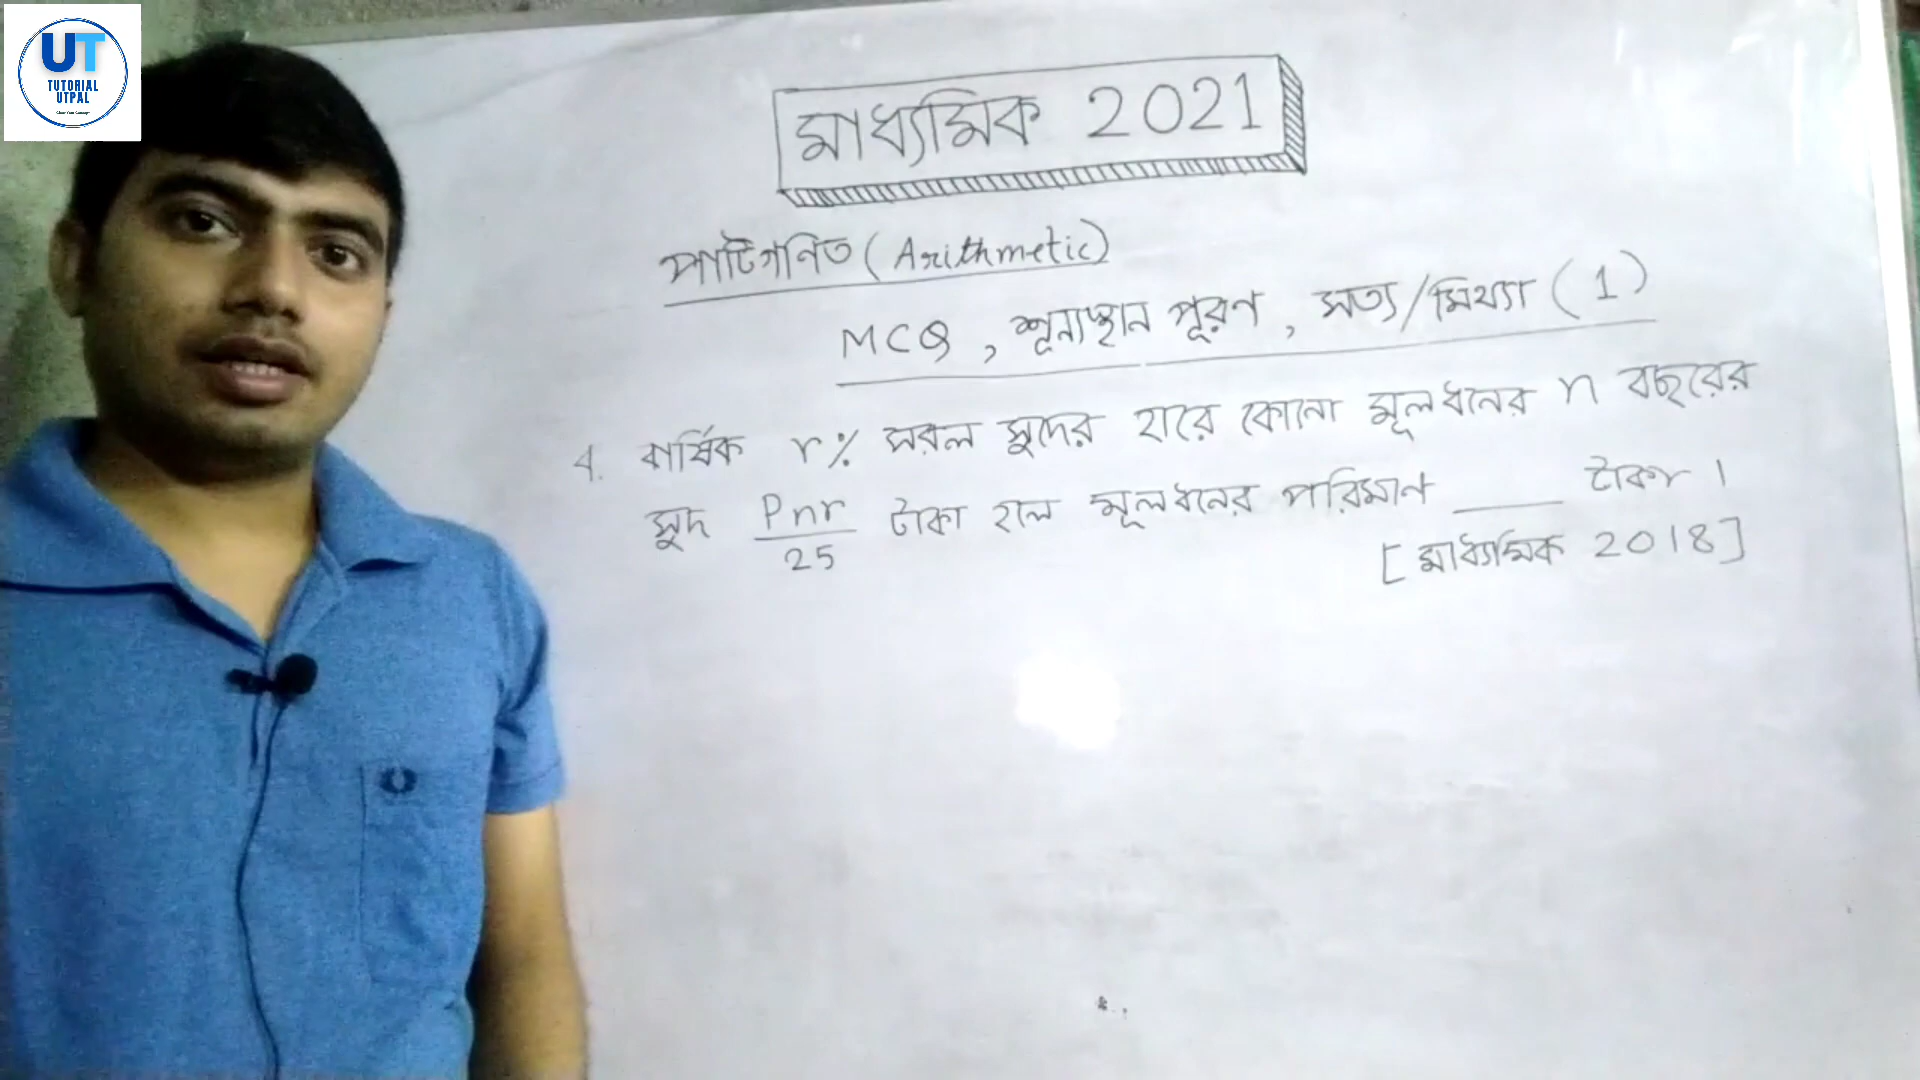 UT
TUTORIAL
UTPAL
মাধ্যমিক 2021
পাটিগণিত (Arithmetic)
MCQ, শূন্যস্থান পূরণ, সত্য/মিথ্যা (1)
4. বার্ষিক r% সরল সুদের হারে কোনো মূলধনের n বছরের
সুদ Pnr/25 টাকা হলে মূলধনের পরিমাণ ____ টাকা।
[মাধ্যমিক 2018]